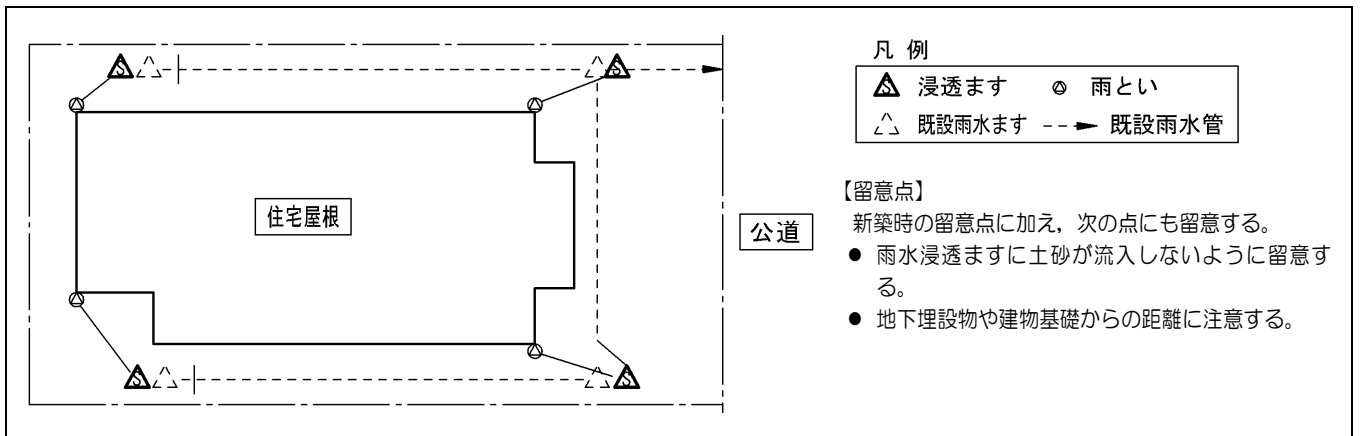 凡 例
浸透ます 雨とい
既設雨水ます 既設雨水管
住宅屋根
公道
【留意点】
新築時の留意点に加え，次の点にも留意する。
● 雨水浸透ますに土砂が流入しないように留意す
る。
● 地下埋設物や建物基礎からの距離に注意する。